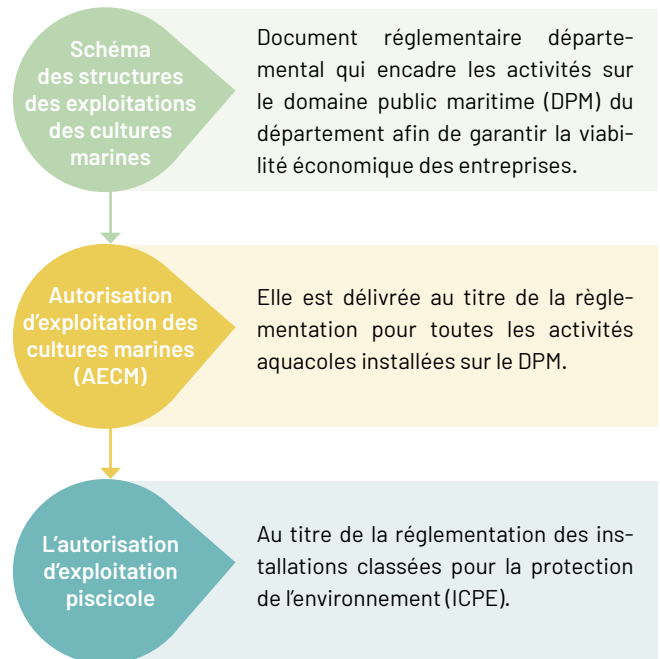 Schéma
des structures
des exploitations
des cultures
marines
Document réglementaire départe-
mental qui encadre les activités sur
le domaine public maritime (DPM) du
département afin de garantir la viabi-
lité économique des entreprises.
Autorisation
d'exploitation des
cultures marines
(AECM)
Elle est délivrée au titre de la règle-
mentation pour toutes les activités
aquacoles installées sur le DPM.
L'autorisation
d'exploitation
piscicole
Au titre de la réglementation des ins-
tallations classées pour la protection
de l'environnement (ICPE).